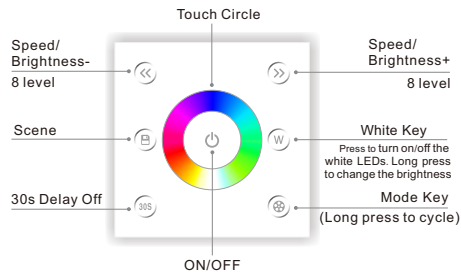 Touch Circle
Speed/
Brightness-
8 level
Speed/
Brightness+
8 level
Scene
W
White Key
Press to turn on/off the
white LEDs. Long press
to change the brightness
30s Delay Off
30S
Mode Key
(Long press to cycle)
ON/OFF